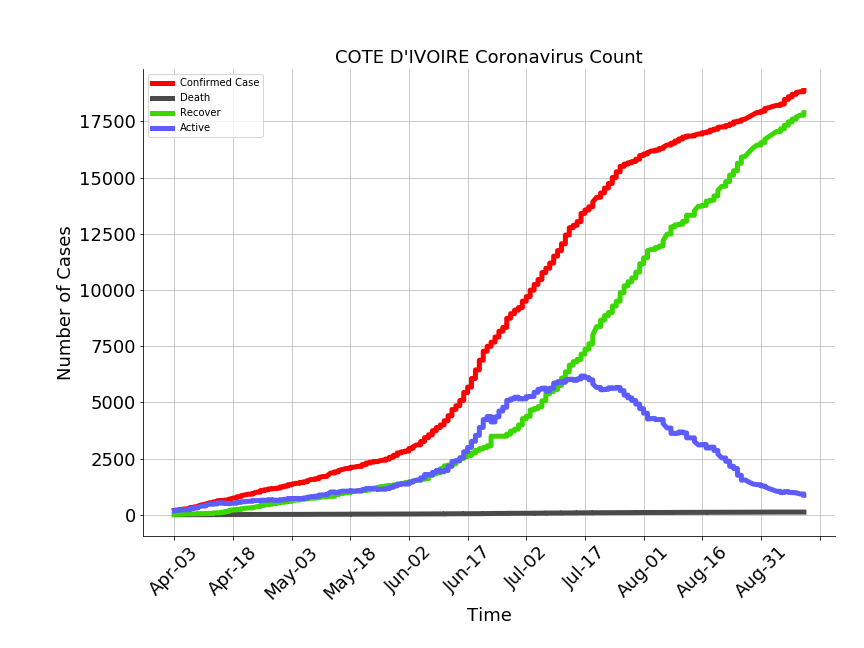 COTE D'IVOIRE Coronavirus Count
Confirmed Case
Death
Recover
Active
Number of Cases
17500
15000
12500
10000
7500
5000
2500
0
Apr-03
Apr-18
May-03
May-18
Jun-02
Jun-17
Jul-02
Jul-17
Aug-01
Aug-16
Aug-31
Time